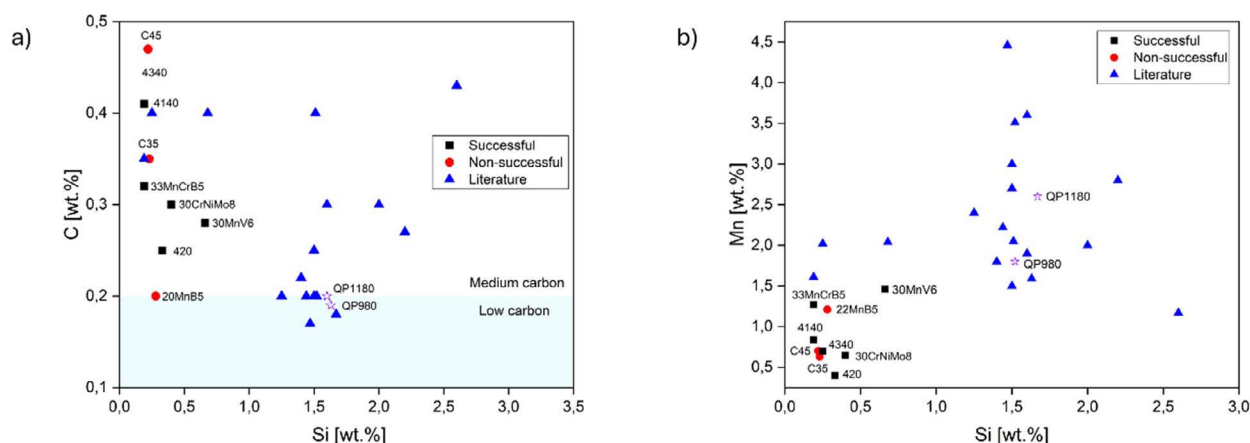 a)
C [wt.%]
0,5
0,4
0,3
0,2
0,1
C45
4340
4140
C35
33MnCrB5
30CrNiMo8
30MnV6
420
20MnB5
Successful
Non-successful
Literature
QP1180
QP980
Medium carbon
Low carbon
0,0 0,5 1,0 1,5 2,0 2,5 3,0 3,5
Si [wt.%]
b)
Mn [wt.%]
4,5
4,0
3,5
3,0
2,5
2,0
1,5
1,0
0,5
Successful
Non-successful
Literature
QP1180
QP980
33MnCrB5
30MnV6
22MnB5
4140
C45
4340
30CrNiMo8
C35
420
0,0 0,5 1,0 1,5 2,0 2,5 3,0
Si [wt.%]